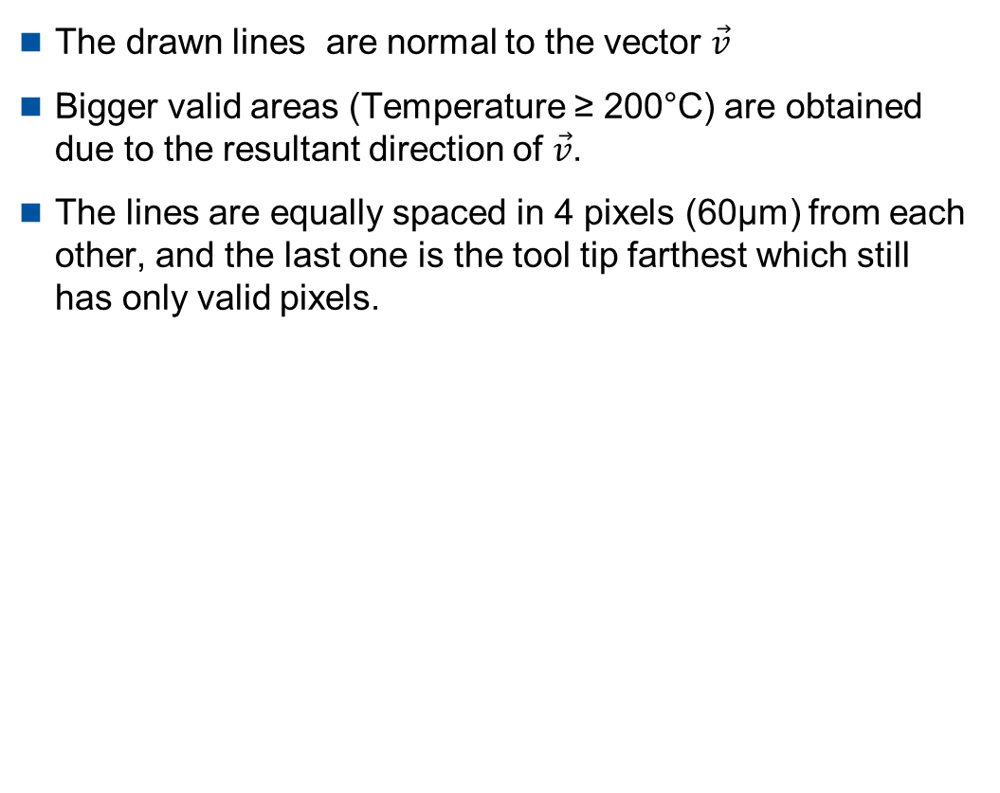 The drawn lines are normal to the vector v⃗
Bigger valid areas (Temperature ≥ 200°C) are obtained
due to the resultant direction of v⃗.
The lines are equally spaced in 4 pixels (60µm) from each
other, and the last one is the tool tip farthest which still
has only valid pixels.